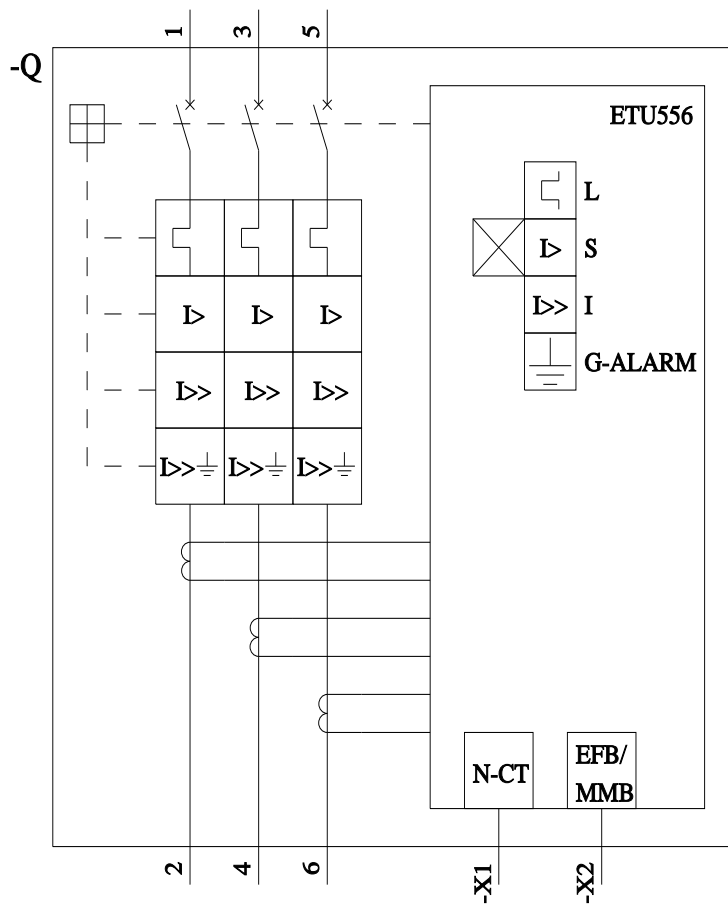 1 3 5
-Q
ETU556
L
I> S
I>> I
G-ALARM
I> I> I>
I>> I>> I>>
I>> I>> I>>
N-CT
EFB/
MMB
2 4 6 -X1 -X2